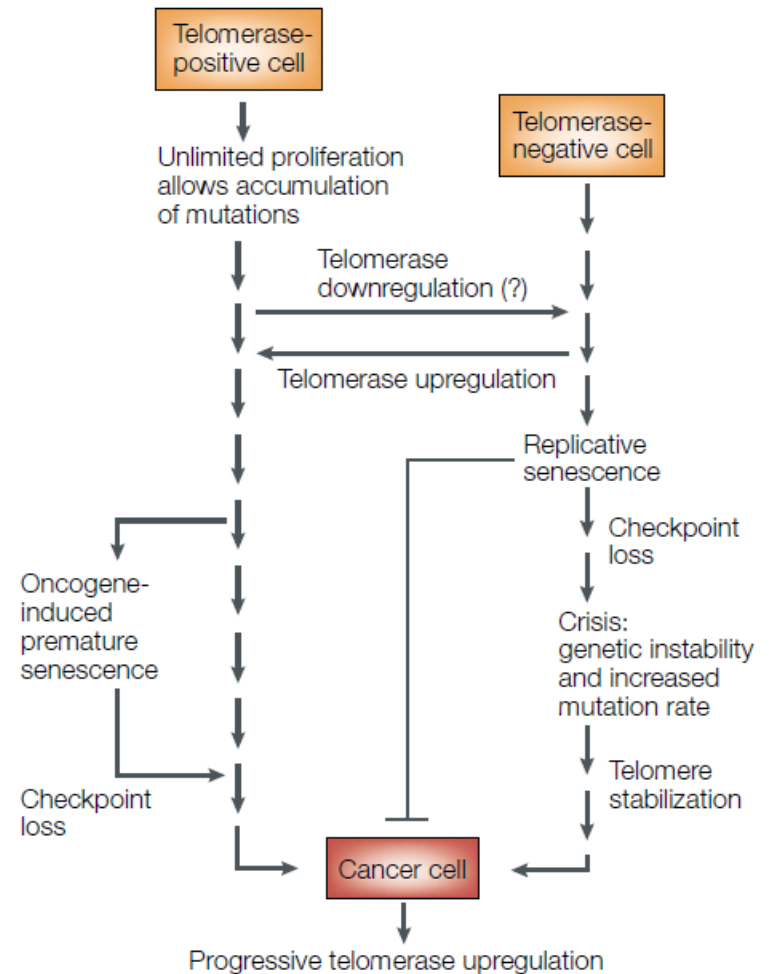 Telomerase-
positive cell
Telomerase-
negative cell
Unlimited proliferation
allows accumulation
of mutations
Telomerase
downregulation (?)
Telomerase upregulation
Replicative
senescence
Checkpoint
loss
Oncogene-
induced
premature
senescence
Crisis:
genetic instability
and increased
mutation rate
Telomere
stabilization
Checkpoint
loss
Cancer cell
Progressive telomerase upregulation